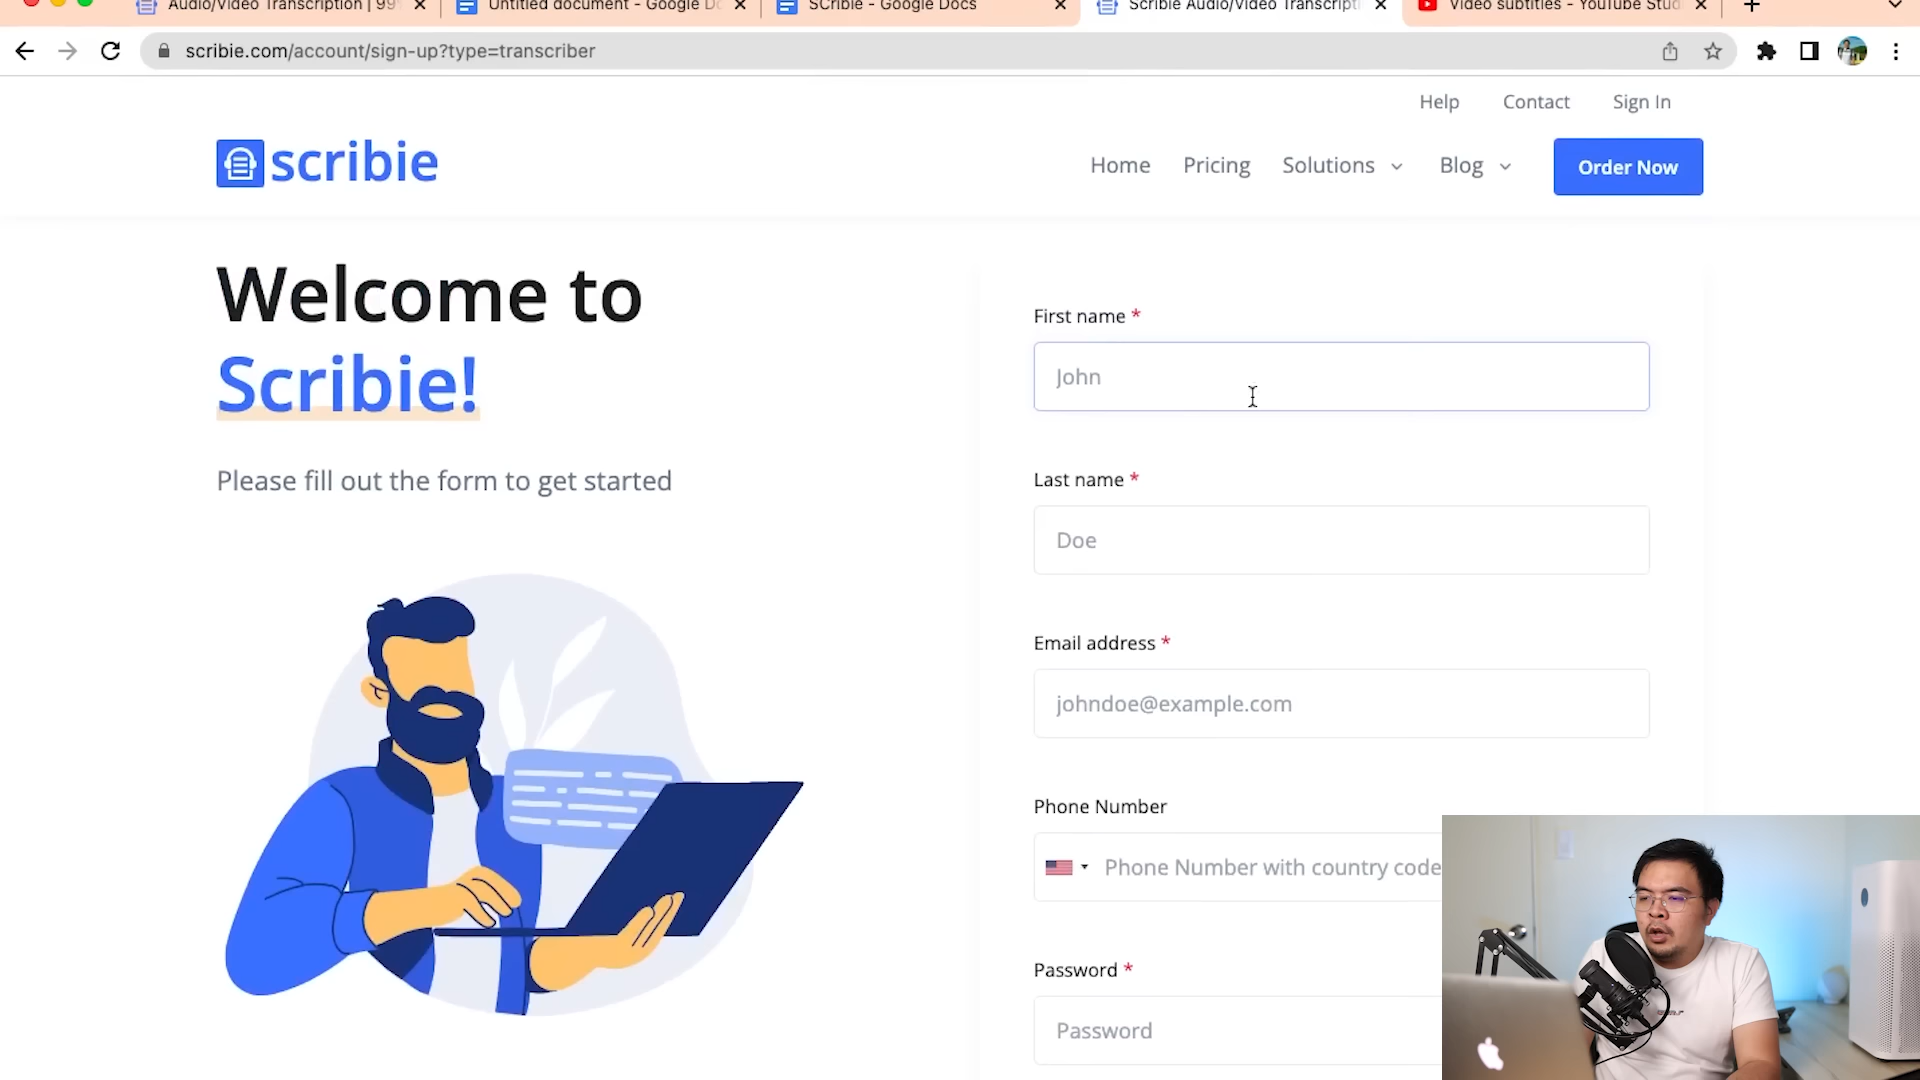 Audio/Video Transcription | 99
Untitled document - Google Do
SCribie - Google Docs
Scribie Audio/Video Transcripti
Video subtitles - YouTube Stud
scribie.com/account/sign-up?type=transcriber
Help
Contact
Sign In
scribie
Home
Pricing
Solutions
Blog
Order Now
Welcome to
Scribie!
Please fill out the form to get started
First name *
John
Last name *
Doe
Email address *
johndoe@example.com
Phone Number
Phone Number with country code
Password *
Password